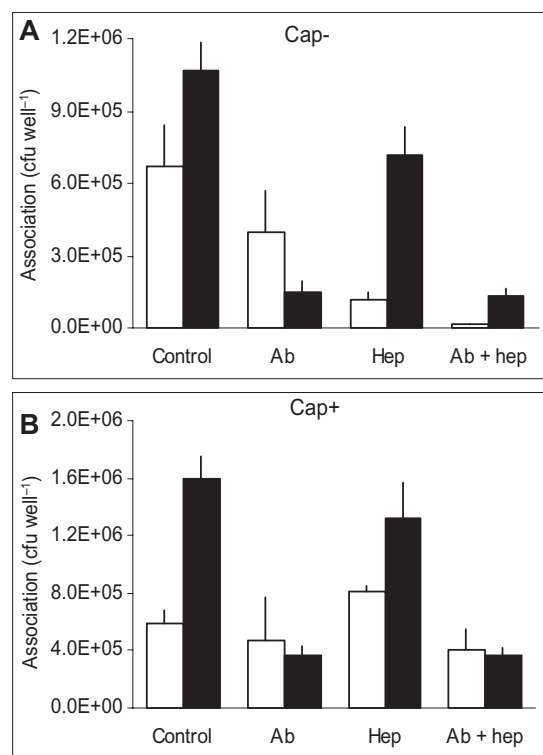 A
Cap-
1.2E+06
9.0E+05
6.0E+05
3.0E+05
0.0E+00
Association (cfu well⁻¹)
Control Ab Hep Ab + hep
B
Cap+
2.0E+06
1.6E+06
1.2E+06
8.0E+05
4.0E+05
0.0E+00
Association (cfu well⁻¹)
Control Ab Hep Ab + hep